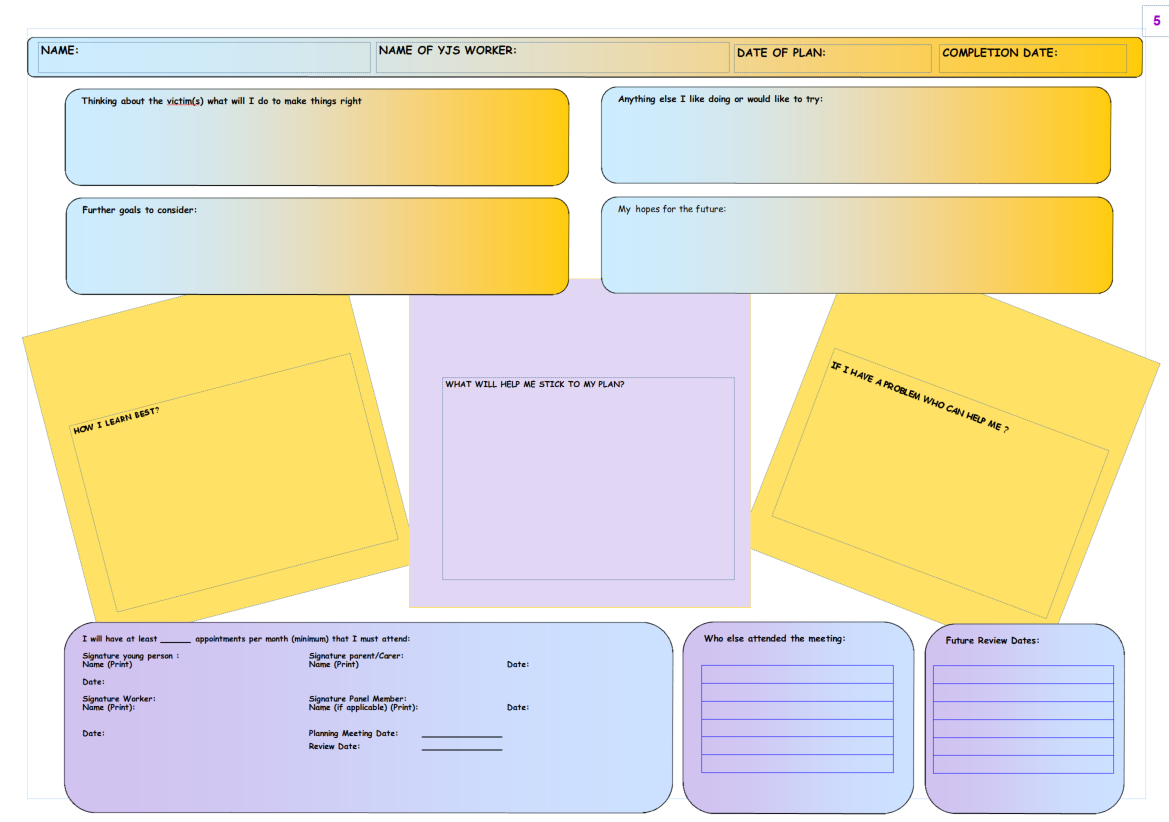 5
NAME:
NAME OF YJS WORKER:
DATE OF PLAN:
COMPLETION DATE:
Thinking about the victim(s) what will I do to make things right
Anything else I like doing or would like to try:
Further goals to consider:
My hopes for the future:
HOW I LEARN BEST?
WHAT WILL HELP ME STICK TO MY PLAN?
IF I HAVE A PROBLEM WHO CAN HELP ME ?
I will have at least ______ appointments per month (minimum) that I must attend:
Signature young person :
Name (Print)
Date:
Signature parent/Carer:
Name (Print)
Date:
Signature Worker:
Name (Print):
Date:
Signature Panel Member:
Name (if applicable) (Print):
Date:
Planning Meeting Date: ________________
Review Date: ________________
Who else attended the meeting:
Future Review Dates: